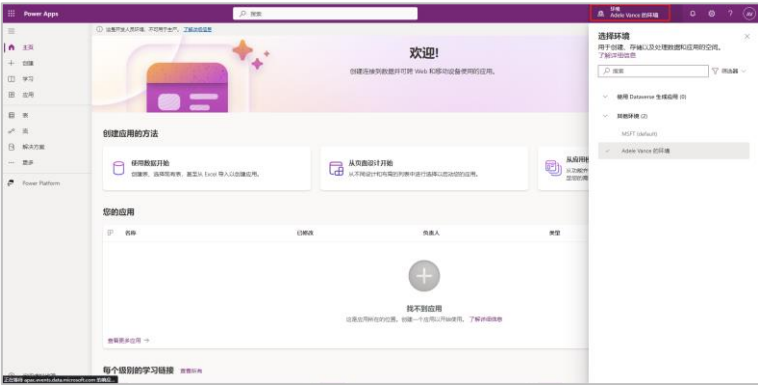 Power Apps
搜索
环境
Adele Vance 的环境
?
AV
主页
创建
学习
应用
表
流
解决方案
更多
Power Platform
这是开发人员环境，不可用于生产。 了解详细信息
欢迎!
创建连接到数据并可跨 Web 和移动设备使用的应用。
创建应用的方法
使用数据开始
创建表、选择现有表，甚至从 Excel 导入以创建应用。
从页面设计开始
从不同设计和布局的列表中进行选择以启动您的应用。
您的应用
名称
已修改
负责人
类型
找不到应用
这是应用所在的位置。创建一个应用以开始使用。 了解详细信息
查看更多应用 →
每个级别的学习链接 查看所有
选择环境
用于创建、存储以及处理数据和应用的空间。
了解详细信息
搜索
筛选器
使用 Dataverse 生成应用 (0)
其他环境 (2)
MSFT (default)
Adele Vance 的环境